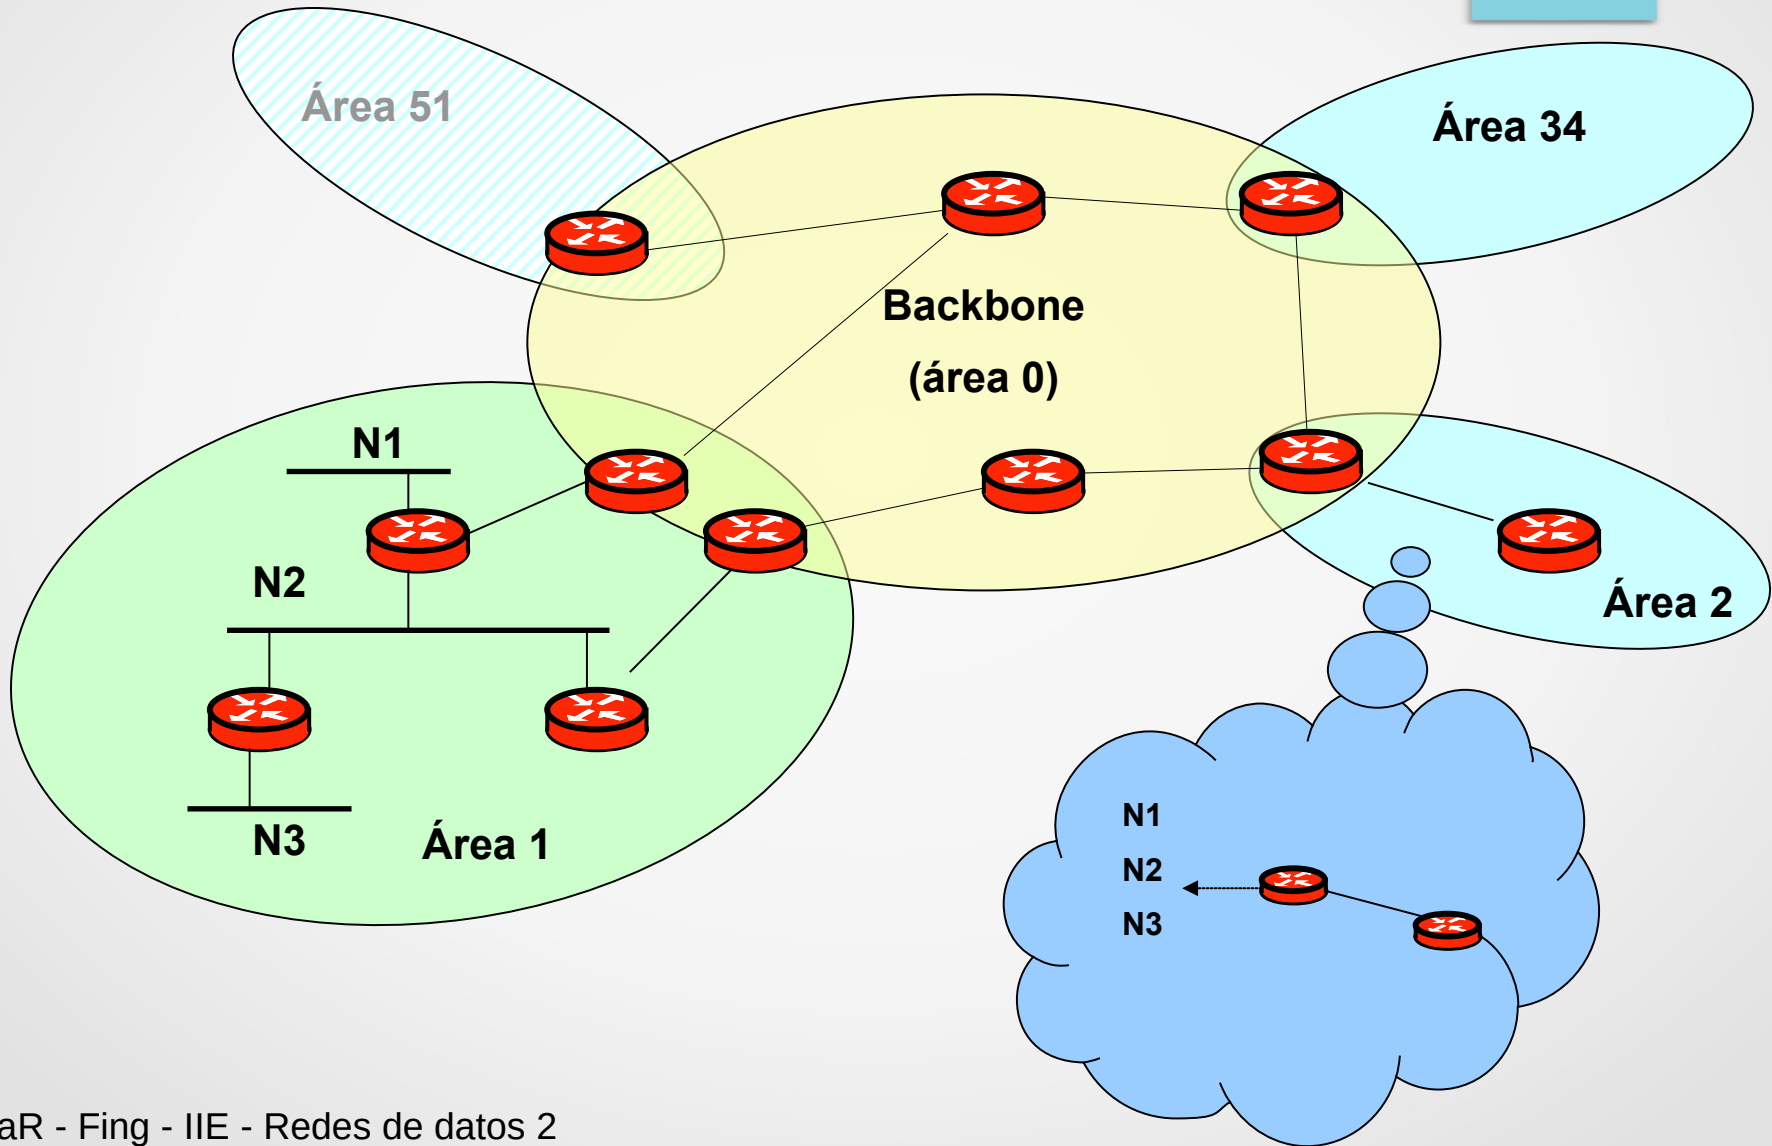 Área 51
Área 34
Backbone
(área 0)
N1
N2
N3
Área 1
Área 2
N1
N2
N3
aR - Fing - IIE - Redes de datos 2